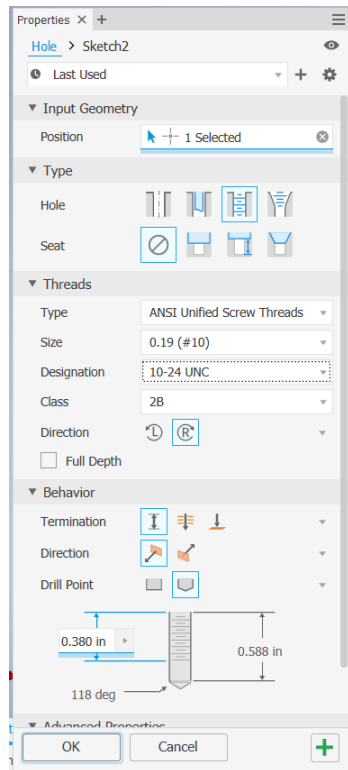 Properties × +
Hole > Sketch2
Last Used
Input Geometry
Position 1 Selected
Type
Hole
Seat
Threads
Type ANSI Unified Screw Threads
Size 0.19 (#10)
Designation 10-24 UNC
Class 2B
Direction L R
Full Depth
Behavior
Termination
Direction
Drill Point
0.380 in
0.588 in
118 deg
Advanced Properties
OK Cancel